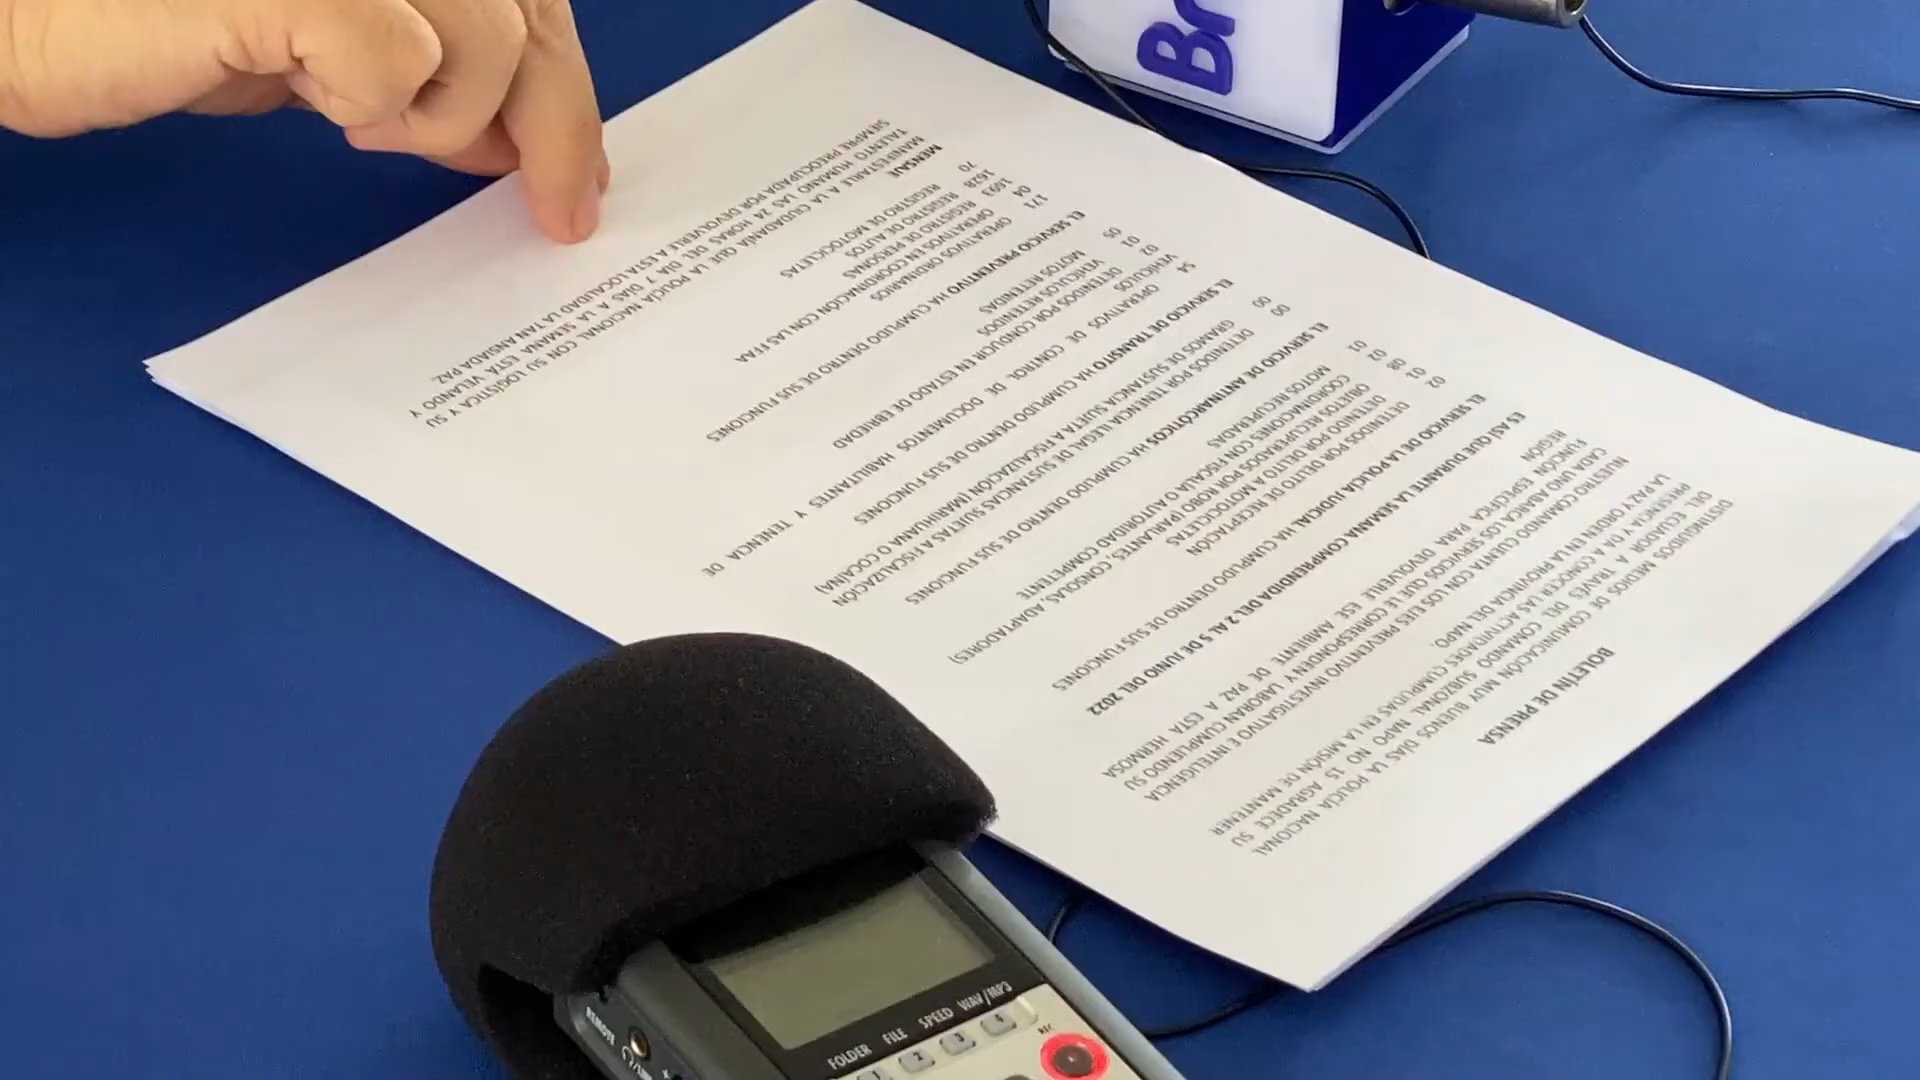 BOLETÍN DE PRENSA
DISTINGUIDOS MEDIOS DE COMUNICACIÓN MUY BUENOS DÍAS LA POLICÍA NACIONAL
DEL ECUADOR A TRAVÉS DEL COMANDO SUBZONAL NAPO NO 15 AGRADECE SU
PRESENCIA Y DA A CONOCER LAS ACTIVIDADES CUMPLIDAS EN LA MISIÓN DE MANTENER
LA PAZ Y ORDEN EN LA PROVINCIA DEL NAPO.
NUESTRO COMANDO CUENTA CON LOS EJES PREVENTIVO INVESTIGATIVO E INTELIGENCIA
CADA UNO ABARCA LOS SERVICIOS QUE LE CORRESPONDEN Y LABORAN CUMPLIENDO SU
FUNCIÓN ESPECÍFICA PARA DEVOLVERLE ESE AMBIENTE DE PAZ A ESTA HERMOSA
REGIÓN
ES ASÍ QUE DURANTE LA SEMANA COMPRENDIDA DEL 2 AL 5 DE JUNIO DEL 2022
EL SERVICIO DE LA POLICÍA JUDICIAL HA CUMPLIDO DENTRO DE SUS FUNCIONES
02 DETENIDOS POR DELITO DE RECEPTACIÓN
01 DETENIDO POR DELITO A MOTOCICLETAS
08 OBJETOS RECUPERADOS POR ROBO (PARLANTES, CONSOLAS, ADAPTADORES)
02 COORDINACIONES CON FISCALÍA O AUTORIDAD COMPETENTE
01 MOTOS RECUPERADAS
EL SERVICIO DE ANTINARCÓTICOS HA CUMPLIDO DENTRO DE SUS FUNCIONES
00 DETENIDOS POR TENENCIA ILEGAL DE SUSTANCIAS SUJETAS A FISCALIZACIÓN
00 GRAMOS DE SUSTANCIA SUJETA A FISCALIZACIÓN (MARIHUANA O COCAÍNA)
EL SERVICIO DE TRANSITO HA CUMPLIDO DENTRO DE SUS FUNCIONES
54 OPERATIVOS DE CONTROL DE DOCUMENTOS HABILITANTES Y TENENCIA DE
VEHÍCULOS
02 DETENIDOS POR CONDUCIR EN ESTADO DE EBRIEDAD
01 VEHÍCULOS RETENIDOS
05 MOTOS RETENIDAS
EL SERVICIO PREVENTIVO HA CUMPLIDO DENTRO DE SUS FUNCIONES
171 OPERATIVOS ORDINARIOS
04 OPERATIVOS EN COORDINACIÓN CON LAS FFAA
1693 REGISTRO DE PERSONAS
1628 REGISTRO DE AUTOS
70 REGISTRO DE MOTOCICLETAS
MENSAJE
MANIFESTARLE A LA CIUDADANÍA QUE LA POLICÍA NACIONAL CON SU LOGÍSTICA Y SU
TALENTO HUMANO LAS 24 HORAS DEL DÍA 7 DÍAS A LA SEMANA ESTÁ VELANDO Y
SIEMPRE PREOCUPADA POR DEVOLVERLE A ESTA LOCALIDAD LA TAN ANSIADA PAZ
Br
REMOTE
FOLDER FILE SPEED WAV/MP3
1 2 3 4
REC